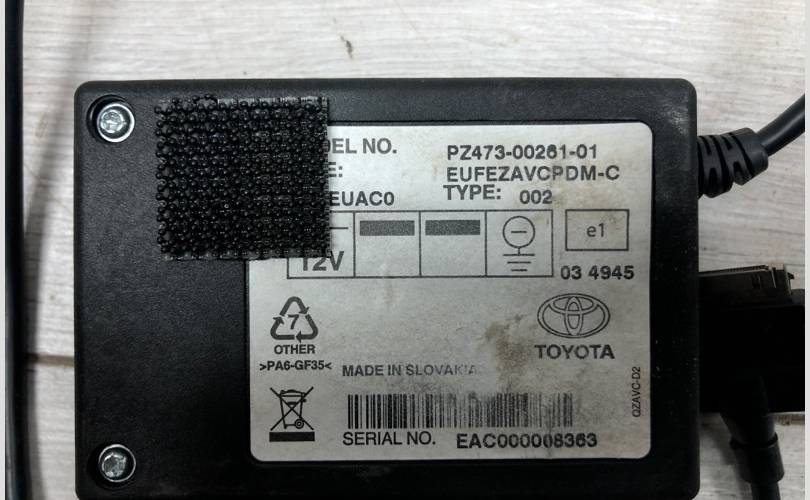 DEL NO. PZ473-00261-01
E: EUFEZAVCPDM-C
EUAC0 TYPE: 002
12V
e1
03 4945
7
OTHER
>PA6-GF35<
TOYOTA
MADE IN SLOVAKIA
QZAVC-D2
SERIAL NO. EAC000008363